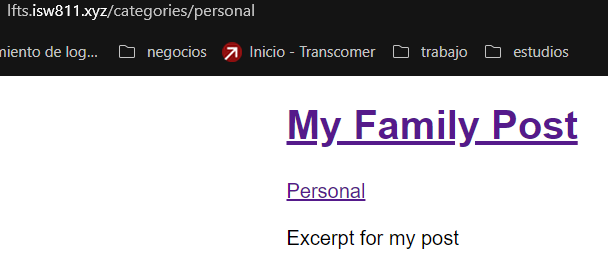 lfts.isw811.xyz/categories/personal
miento de log... negocios Inicio - Transcomer trabajo estudios
My Family Post
Personal
Excerpt for my post